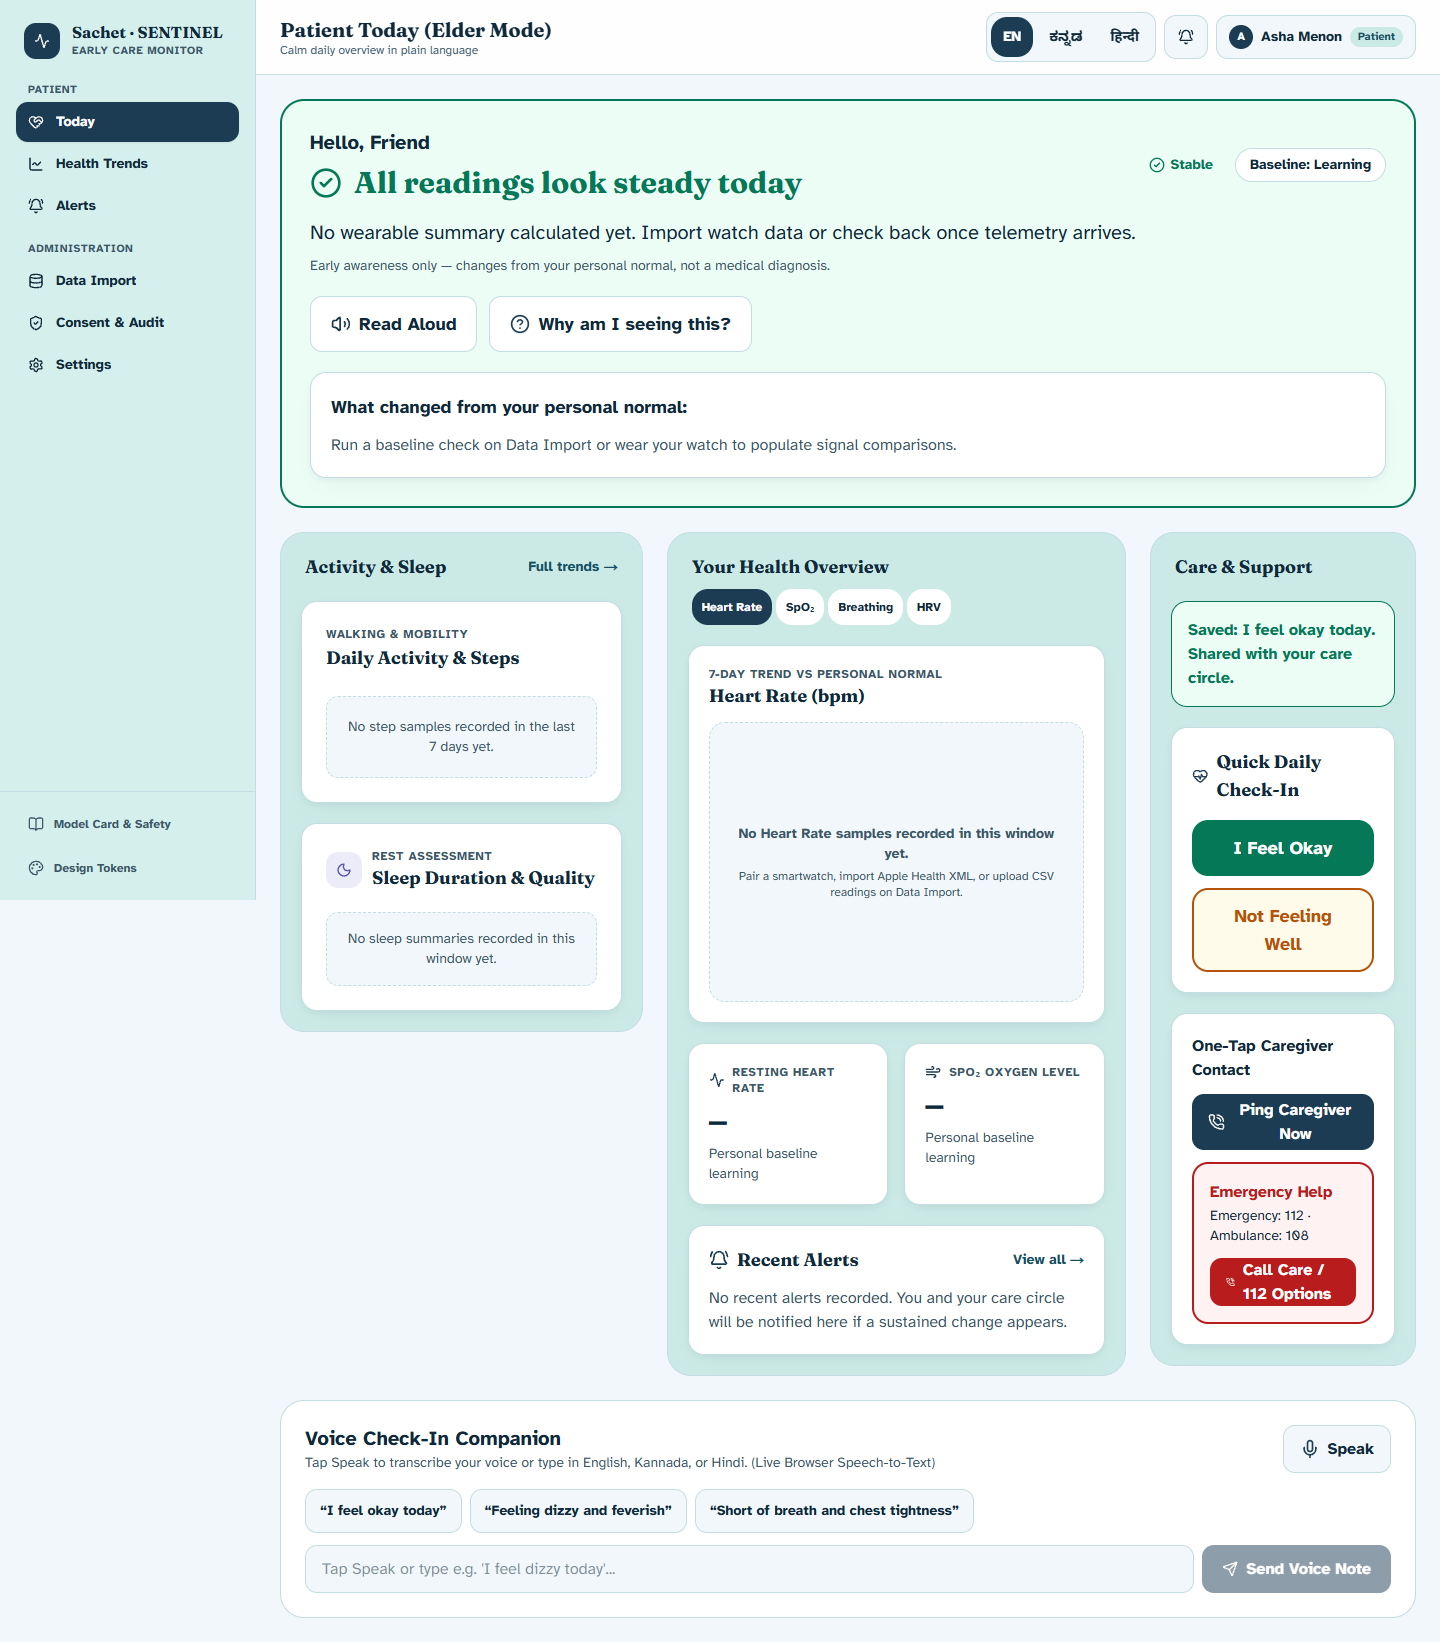 Sachet · SENTINEL
EARLY CARE MONITOR
PATIENT
Today
Health Trends
Alerts
ADMINISTRATION
Data Import
Consent & Audit
Settings
Model Card & Safety
Design Tokens
Patient Today (Elder Mode)
Calm daily overview in plain language
EN
ಕನ್ನಡ
हिन्दी
A
Asha Menon
Patient
Hello, Friend
All readings look steady today
Stable
Baseline: Learning
No wearable summary calculated yet. Import watch data or check back once telemetry arrives.
Early awareness only — changes from your personal normal, not a medical diagnosis.
Read Aloud
Why am I seeing this?
What changed from your personal normal:
Run a baseline check on Data Import or wear your watch to populate signal comparisons.
Activity & Sleep
Full trends →
WALKING & MOBILITY
Daily Activity & Steps
No step samples recorded in the last
7 days yet.
REST ASSESSMENT
Sleep Duration & Quality
No sleep summaries recorded in this
window yet.
Your Health Overview
Heart Rate
SpO₂
Breathing
HRV
7-DAY TREND VS PERSONAL NORMAL
Heart Rate (bpm)
No Heart Rate samples recorded in this window
yet.
Pair a smartwatch, import Apple Health XML, or upload CSV
readings on Data Import.
RESTING HEART
RATE
—
Personal baseline
learning
SPO₂ OXYGEN LEVEL
—
Personal baseline
learning
Recent Alerts
View all →
No recent alerts recorded. You and your care circle
will be notified here if a sustained change appears.
Care & Support
Saved: I feel okay today.
Shared with your care
circle.
Quick Daily
Check-In
I Feel Okay
Not Feeling
Well
One-Tap Caregiver
Contact
Ping Caregiver
Now
Emergency Help
Emergency: 112 ·
Ambulance: 108
Call Care /
112 Options
Voice Check-In Companion
Tap Speak to transcribe your voice or type in English, Kannada, or Hindi. (Live Browser Speech-to-Text)
Speak
“I feel okay today”
“Feeling dizzy and feverish”
“Short of breath and chest tightness”
Tap Speak or type e.g. 'I feel dizzy today'...
Send Voice Note